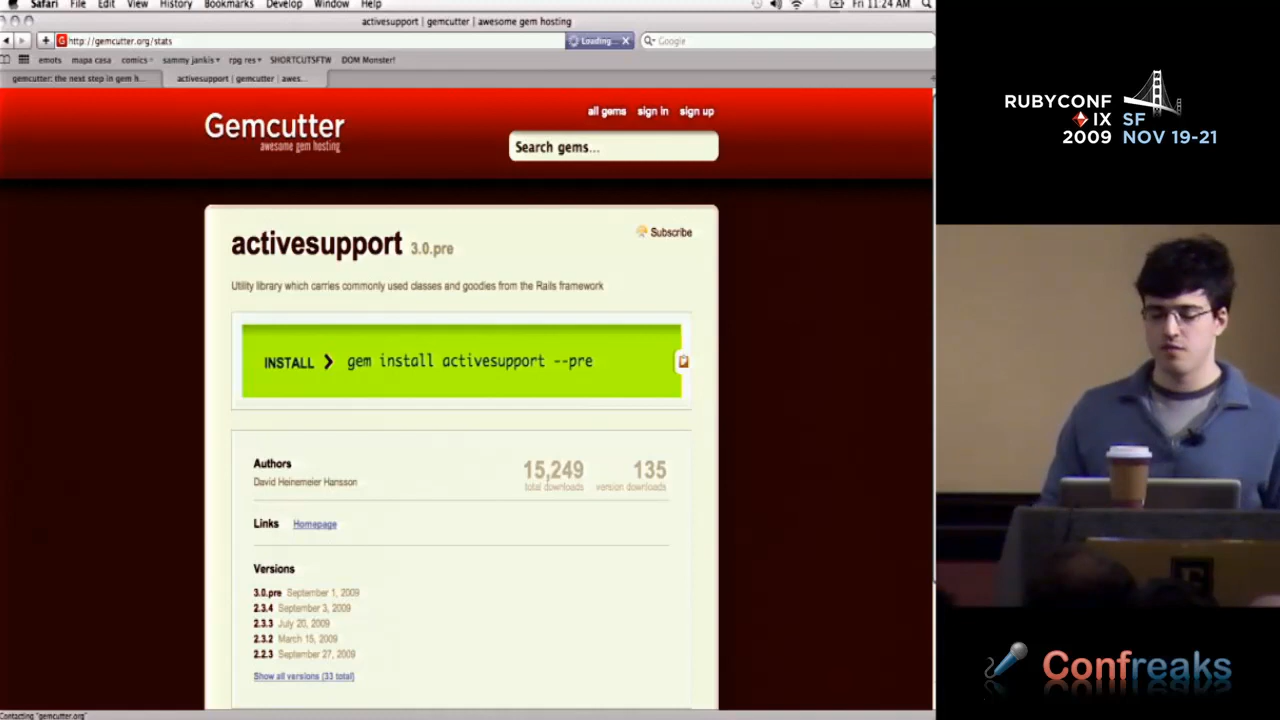 Safari File Edit View History Bookmarks Develop Window Help
Fri 11:24 AM
activesupport | gemcutter | awesome gem hosting
http://gemcutter.org/stats
Loading...
Google
emots mapa casa comics sammy jankis rpg res SHORTCUTSFTW DOM Monster!
gemcutter: the next step in gem h...
activesupport | gemcutter | awes...
Gemcutter
awesome gem hosting
all gems sign in sign up
Search gems...
activesupport 3.0.pre
Subscribe
Utility library which carries commonly used classes and goodies from the Rails framework
INSTALL gem install activesupport --pre
Authors
David Heinemeier Hansson
15,249
total downloads
135
version downloads
Links Homepage
Versions
3.0.pre September 1, 2009
2.3.4 September 3, 2009
2.3.3 July 20, 2009
2.3.2 March 15, 2009
2.2.3 September 27, 2009
Show all versions (33 total)
Contacting "gemcutter.org"
RUBYCONF
IX SF
2009 NOV 19-21
Confreaks